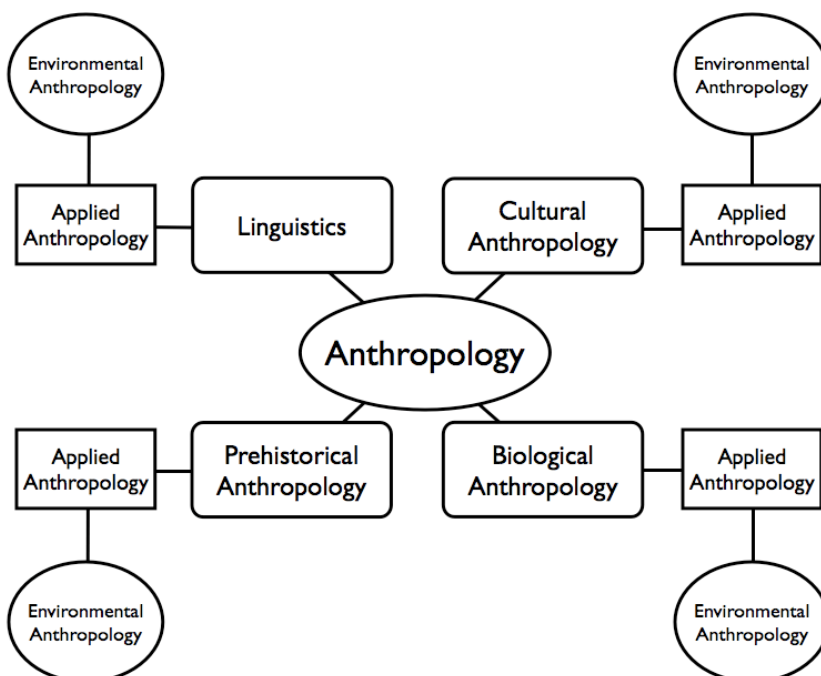 Environmental
Anthropology
Environmental
Anthropology
Applied
Anthropology
Linguistics
Cultural
Anthropology
Applied
Anthropology
Anthropology
Applied
Anthropology
Prehistorical
Anthropology
Biological
Anthropology
Applied
Anthropology
Environmental
Anthropology
Environmental
Anthropology